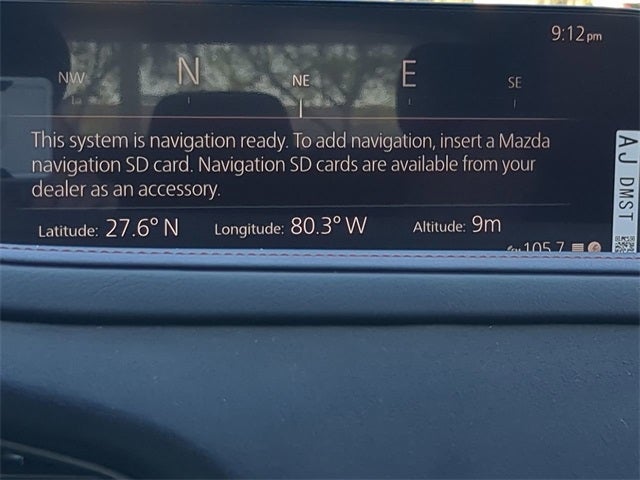 9:12pm
NW N NE E SE
This system is navigation ready. To add navigation, insert a Mazda
navigation SD card. Navigation SD cards are available from your
dealer as an accessory.
Latitude: 27.6° N Longitude: 80.3° W Altitude: 9m
105.7
AJ DMST